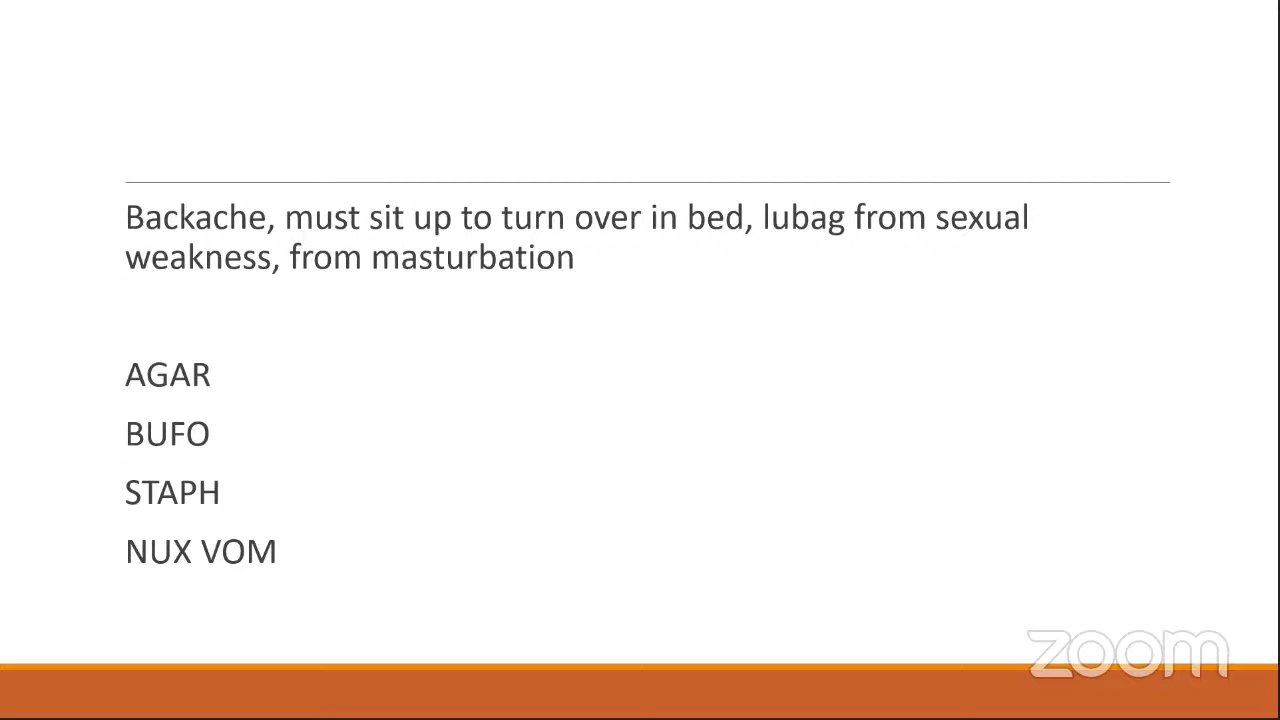 Backache, must sit up to turn over in bed, lubag from sexual
weakness, from masturbation
AGAR
BUFO
STAPH
NUX VOM
zoom